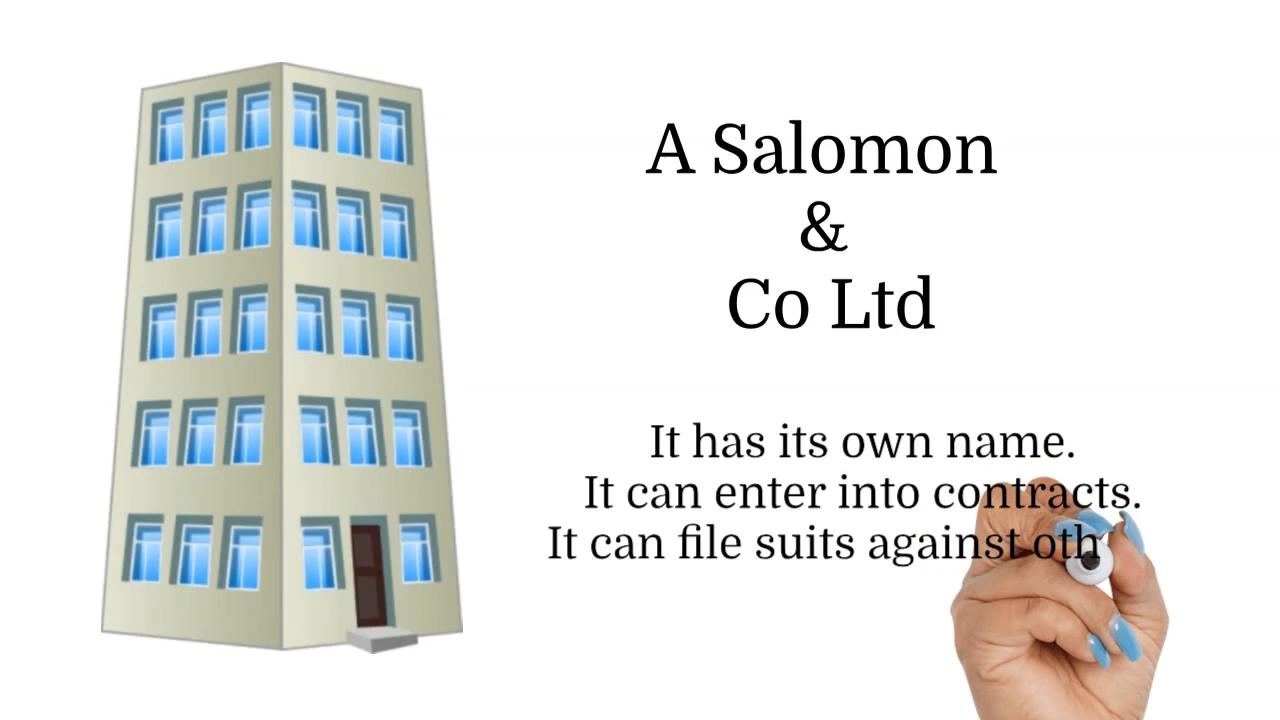 A Salomon
&
Co Ltd
It has its own name.
It can enter into contracts.
It can file suits against oth